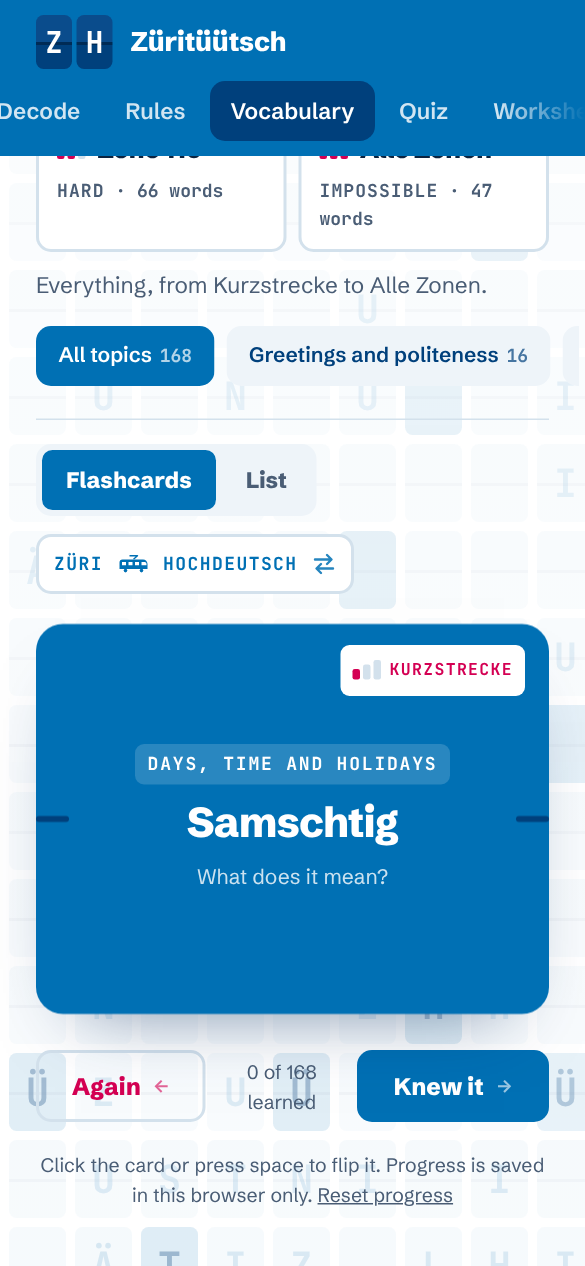 Z H Züritüütsch
Decode Rules Vocabulary Quiz Worksh
HARD · 66 words
IMPOSSIBLE · 47
words
Everything, from Kurzstrecke to Alle Zonen.
All topics 168 Greetings and politeness 16
Flashcards List
ZÜRI HOCHDEUTSCH
KURZSTRECKE
DAYS, TIME AND HOLIDAYS
Samschtig
What does it mean?
Again ← 0 of 168 Knew it →
learned
Click the card or press space to flip it. Progress is saved
in this browser only. Reset progress